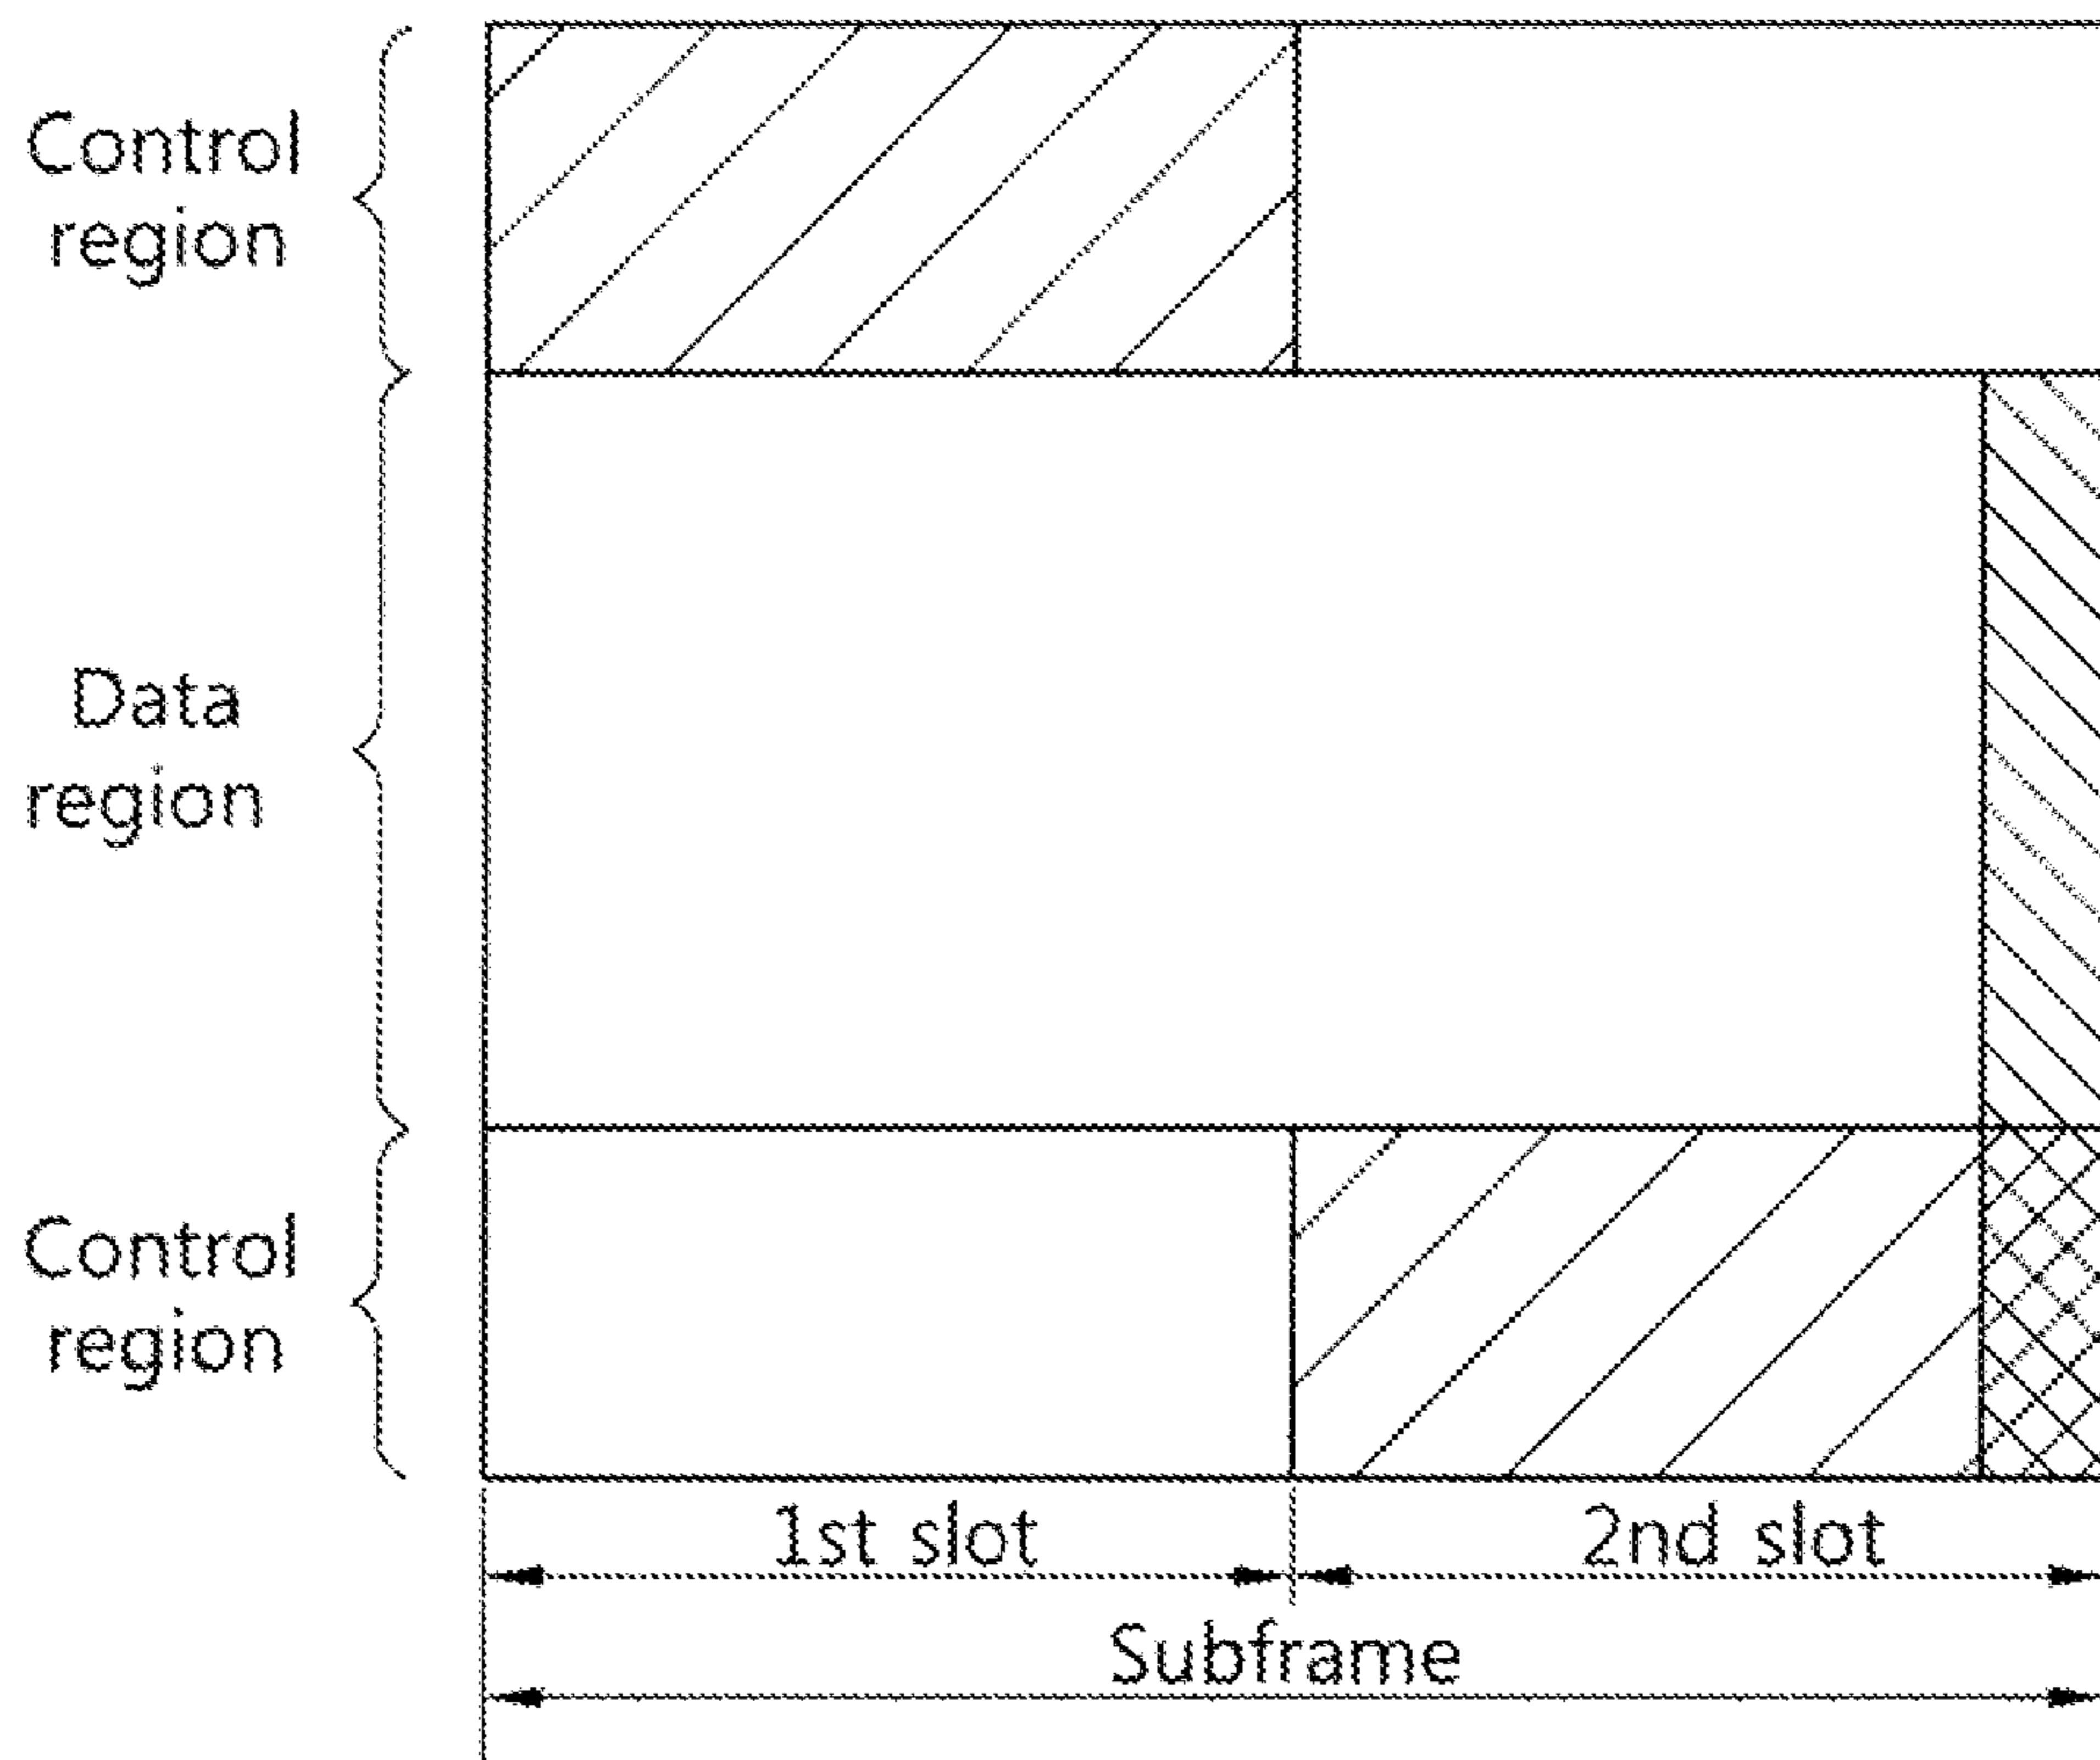 Control
region
Data
region
Control
region
1st slot
2nd slot
Subframe